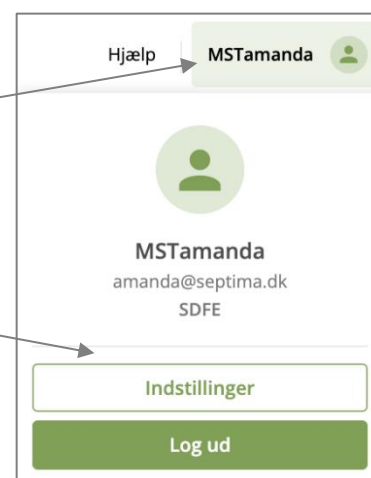 Hjælp MSTamanda
MSTamanda
amanda@septima.dk
SDFE
Indstillinger
Log ud